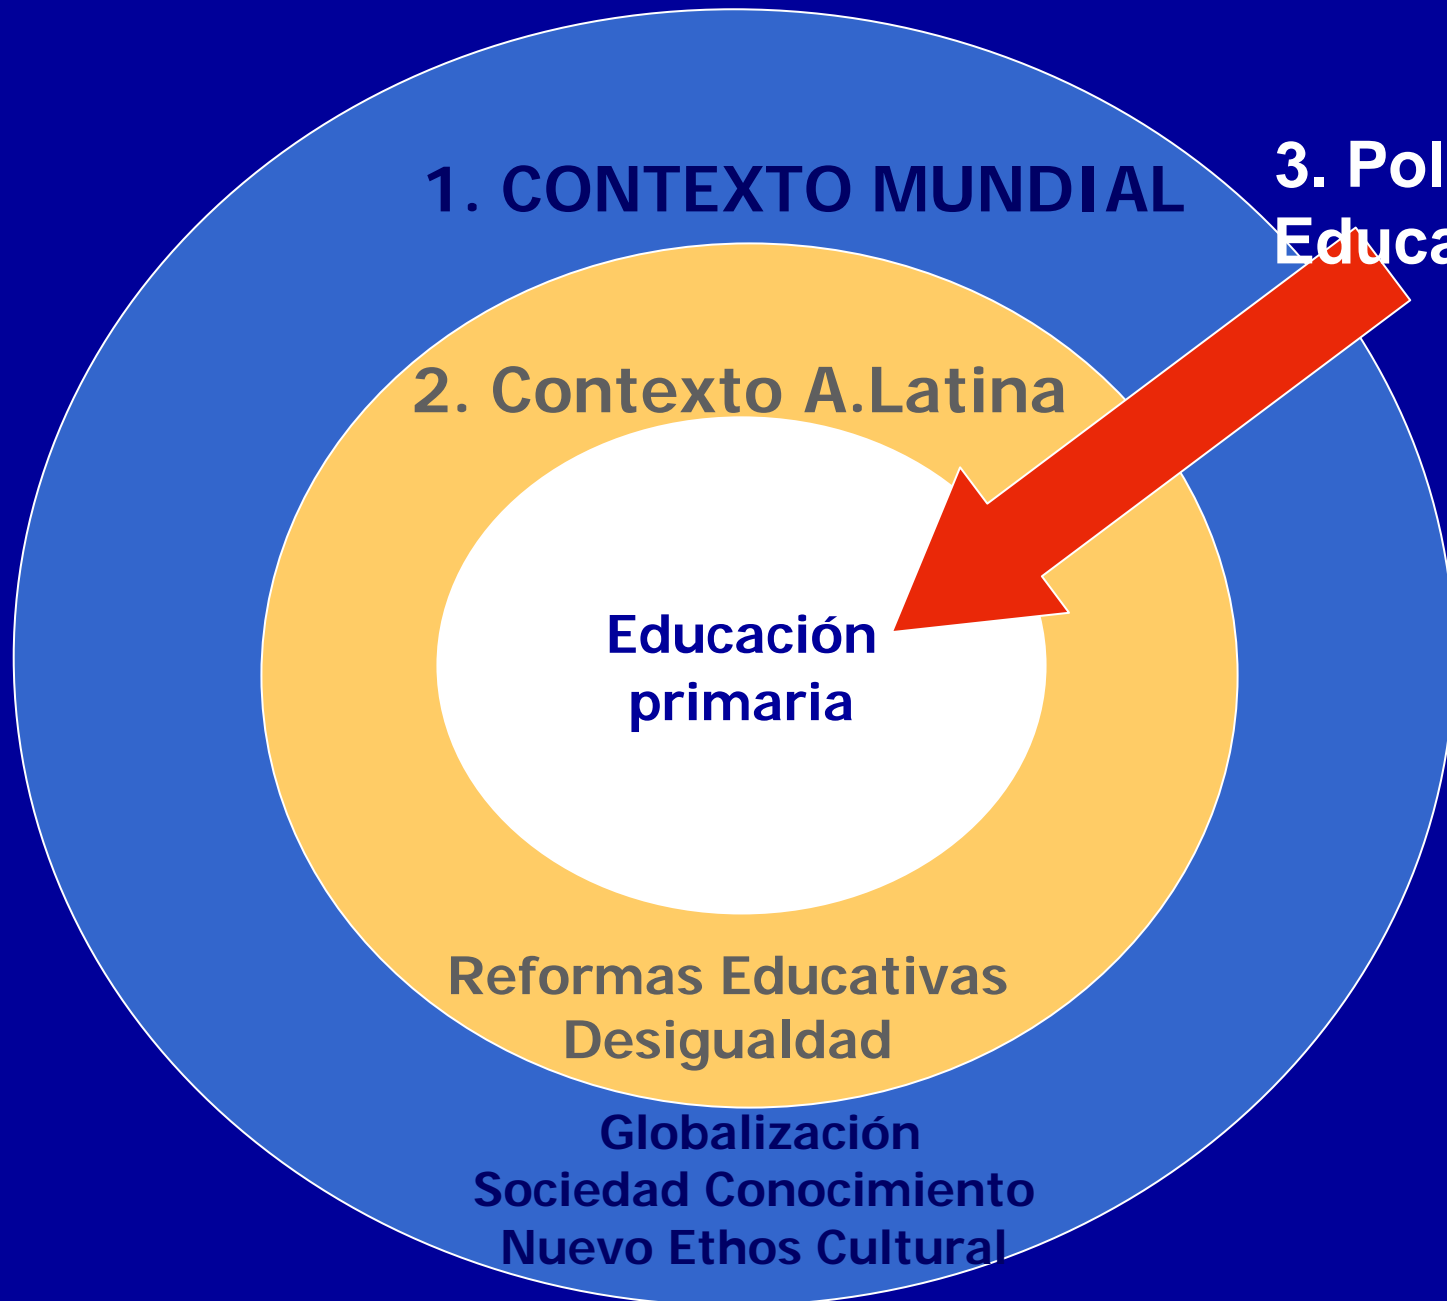 1. CONTEXTO MUNDIAL
3. Pol
Educa
2. Contexto A.Latina
Educación
primaria
Reformas Educativas
Desigualdad
Globalización
Sociedad Conocimiento
Nuevo Ethos Cultural